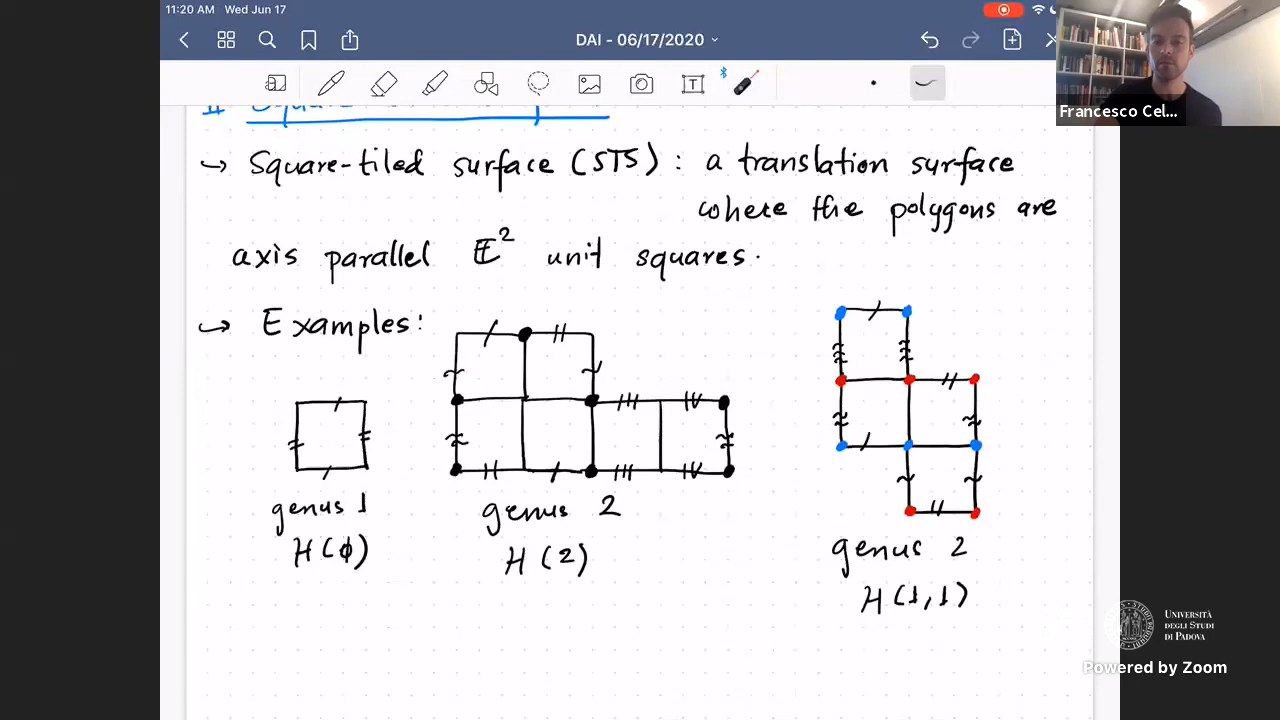 11:20 AM Wed Jun 17
DAI - 06/17/2020
T
Francesco Cel...
→ Square-tiled surface (STS) : a translation surface
where the polygons are
axis parallel 𝔼² unit squares.
→ Examples:
genus 1
H(∅)
genus 2
H(2)
genus 2
H(1,1)
UNIVERSITÀ
DEGLI STUDI
DI PADOVA
Powered by Zoom